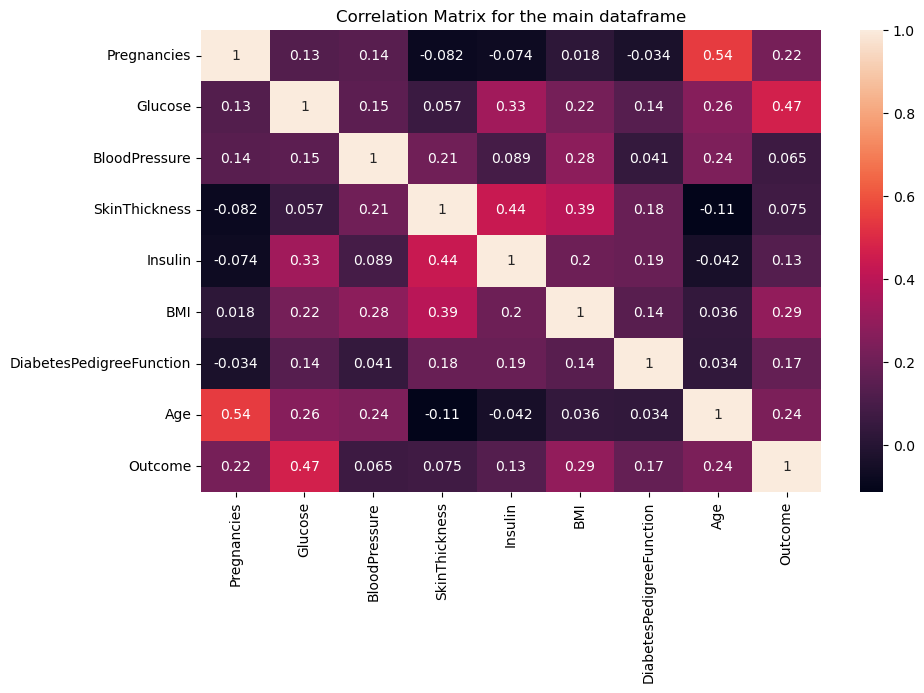 Correlation Matrix for the main dataframe
Pregnancies 1 0.13 0.14 -0.082 -0.074 0.018 -0.034 0.54 0.22
Glucose 0.13 1 0.15 0.057 0.33 0.22 0.14 0.26 0.47
BloodPressure 0.14 0.15 1 0.21 0.089 0.28 0.041 0.24 0.065
SkinThickness -0.082 0.057 0.21 1 0.44 0.39 0.18 -0.11 0.075
Insulin -0.074 0.33 0.089 0.44 1 0.2 0.19 -0.042 0.13
BMI 0.018 0.22 0.28 0.39 0.2 1 0.14 0.036 0.29
DiabetesPedigreeFunction -0.034 0.14 0.041 0.18 0.19 0.14 1 0.034 0.17
Age 0.54 0.26 0.24 -0.11 -0.042 0.036 0.034 1 0.24
Outcome 0.22 0.47 0.065 0.075 0.13 0.29 0.17 0.24 1
Pregnancies
Glucose
BloodPressure
SkinThickness
Insulin
BMI
DiabetesPedigreeFunction
Age
Outcome
1.0
0.8
0.6
0.4
0.2
0.0